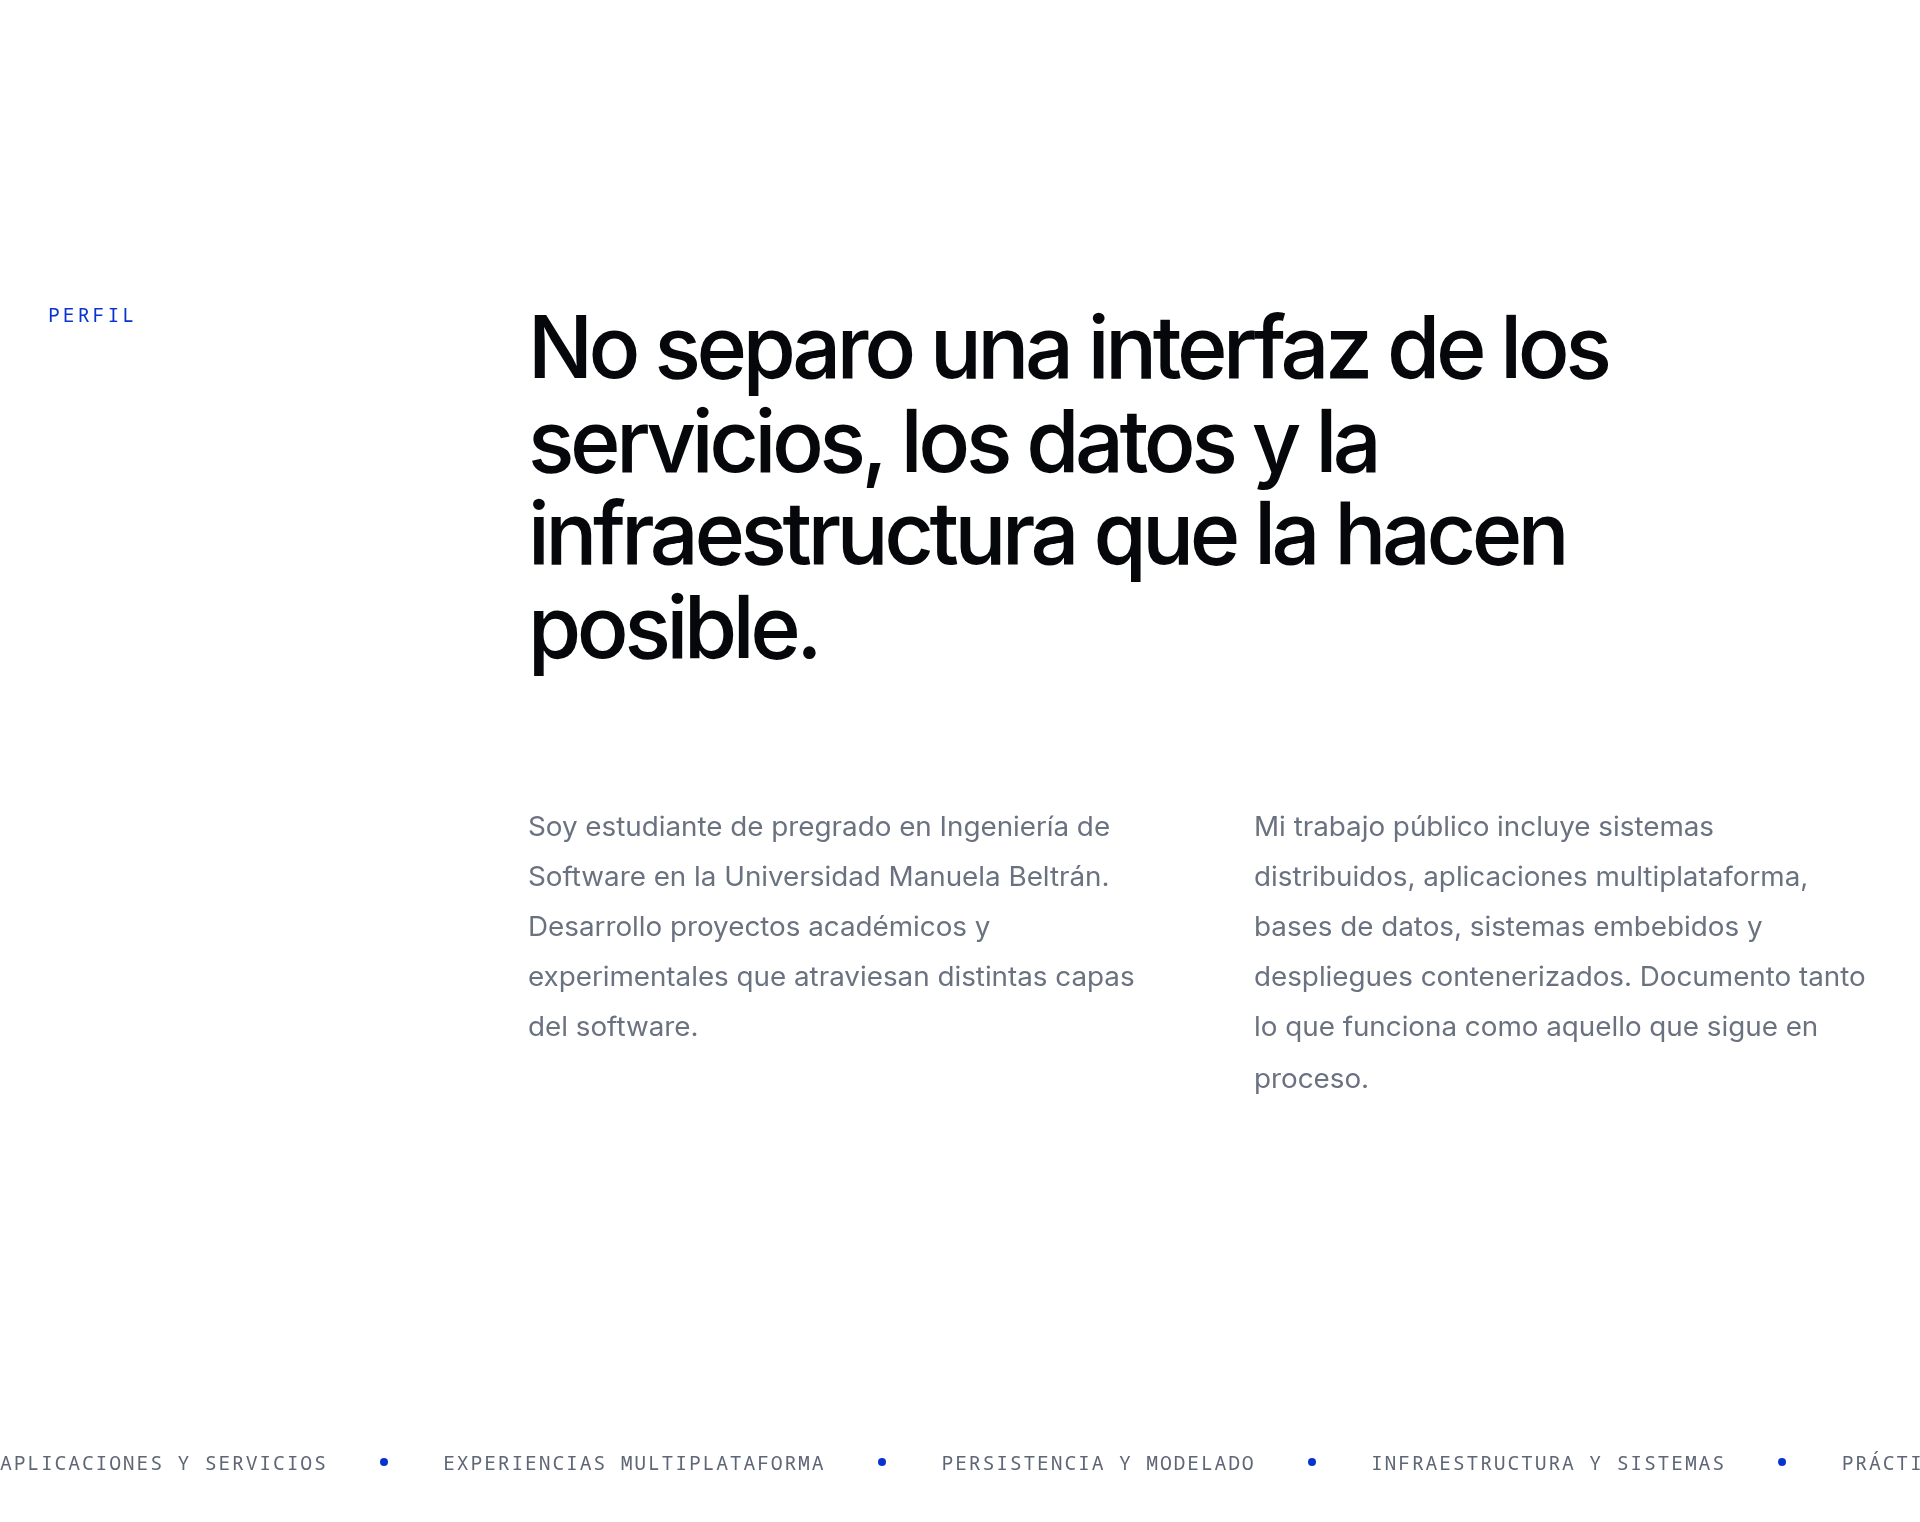 PERFIL
No separo una interfaz de los
servicios, los datos y la
infraestructura que la hacen
posible.
Soy estudiante de pregrado en Ingeniería de
Software en la Universidad Manuela Beltrán.
Desarrollo proyectos académicos y
experimentales que atraviesan distintas capas
del software.
Mi trabajo público incluye sistemas
distribuidos, aplicaciones multiplataforma,
bases de datos, sistemas embebidos y
despliegues contenerizados. Documento tanto
lo que funciona como aquello que sigue en
proceso.
APLICACIONES Y SERVICIOS • EXPERIENCIAS MULTIPLATAFORMA • PERSISTENCIA Y MODELADO • INFRAESTRUCTURA Y SISTEMAS • PRÁCTI